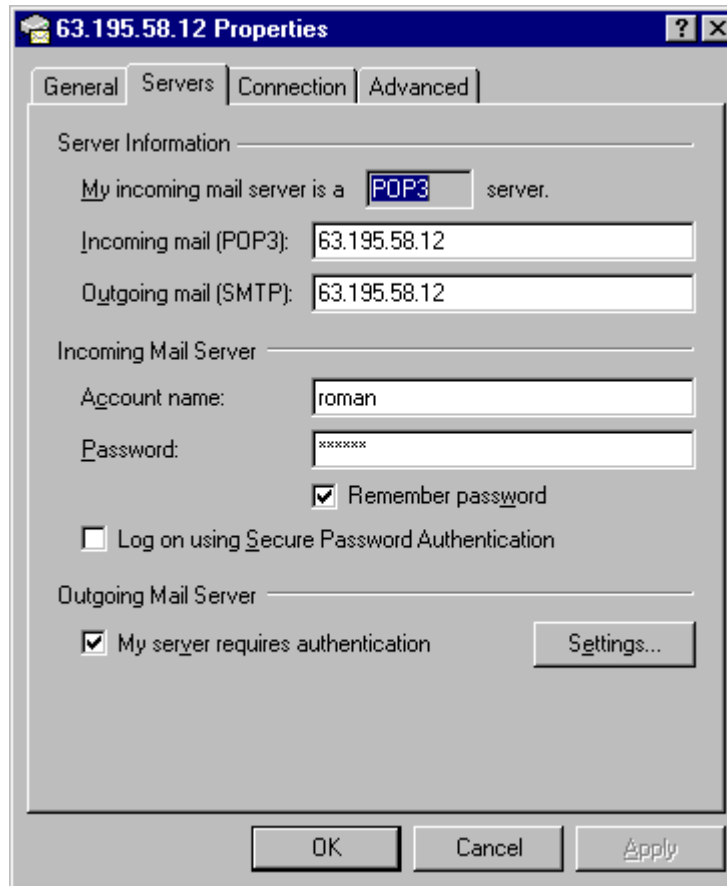 63.195.58.12 Properties
General Servers Connection Advanced
Server Information
My incoming mail server is a POP3 server.
Incoming mail (POP3): 63.195.58.12
Outgoing mail (SMTP): 63.195.58.12
Incoming Mail Server
Account name: roman
Password: ******
Remember password
Log on using Secure Password Authentication
Outgoing Mail Server
My server requires authentication Settings...
OK Cancel Apply